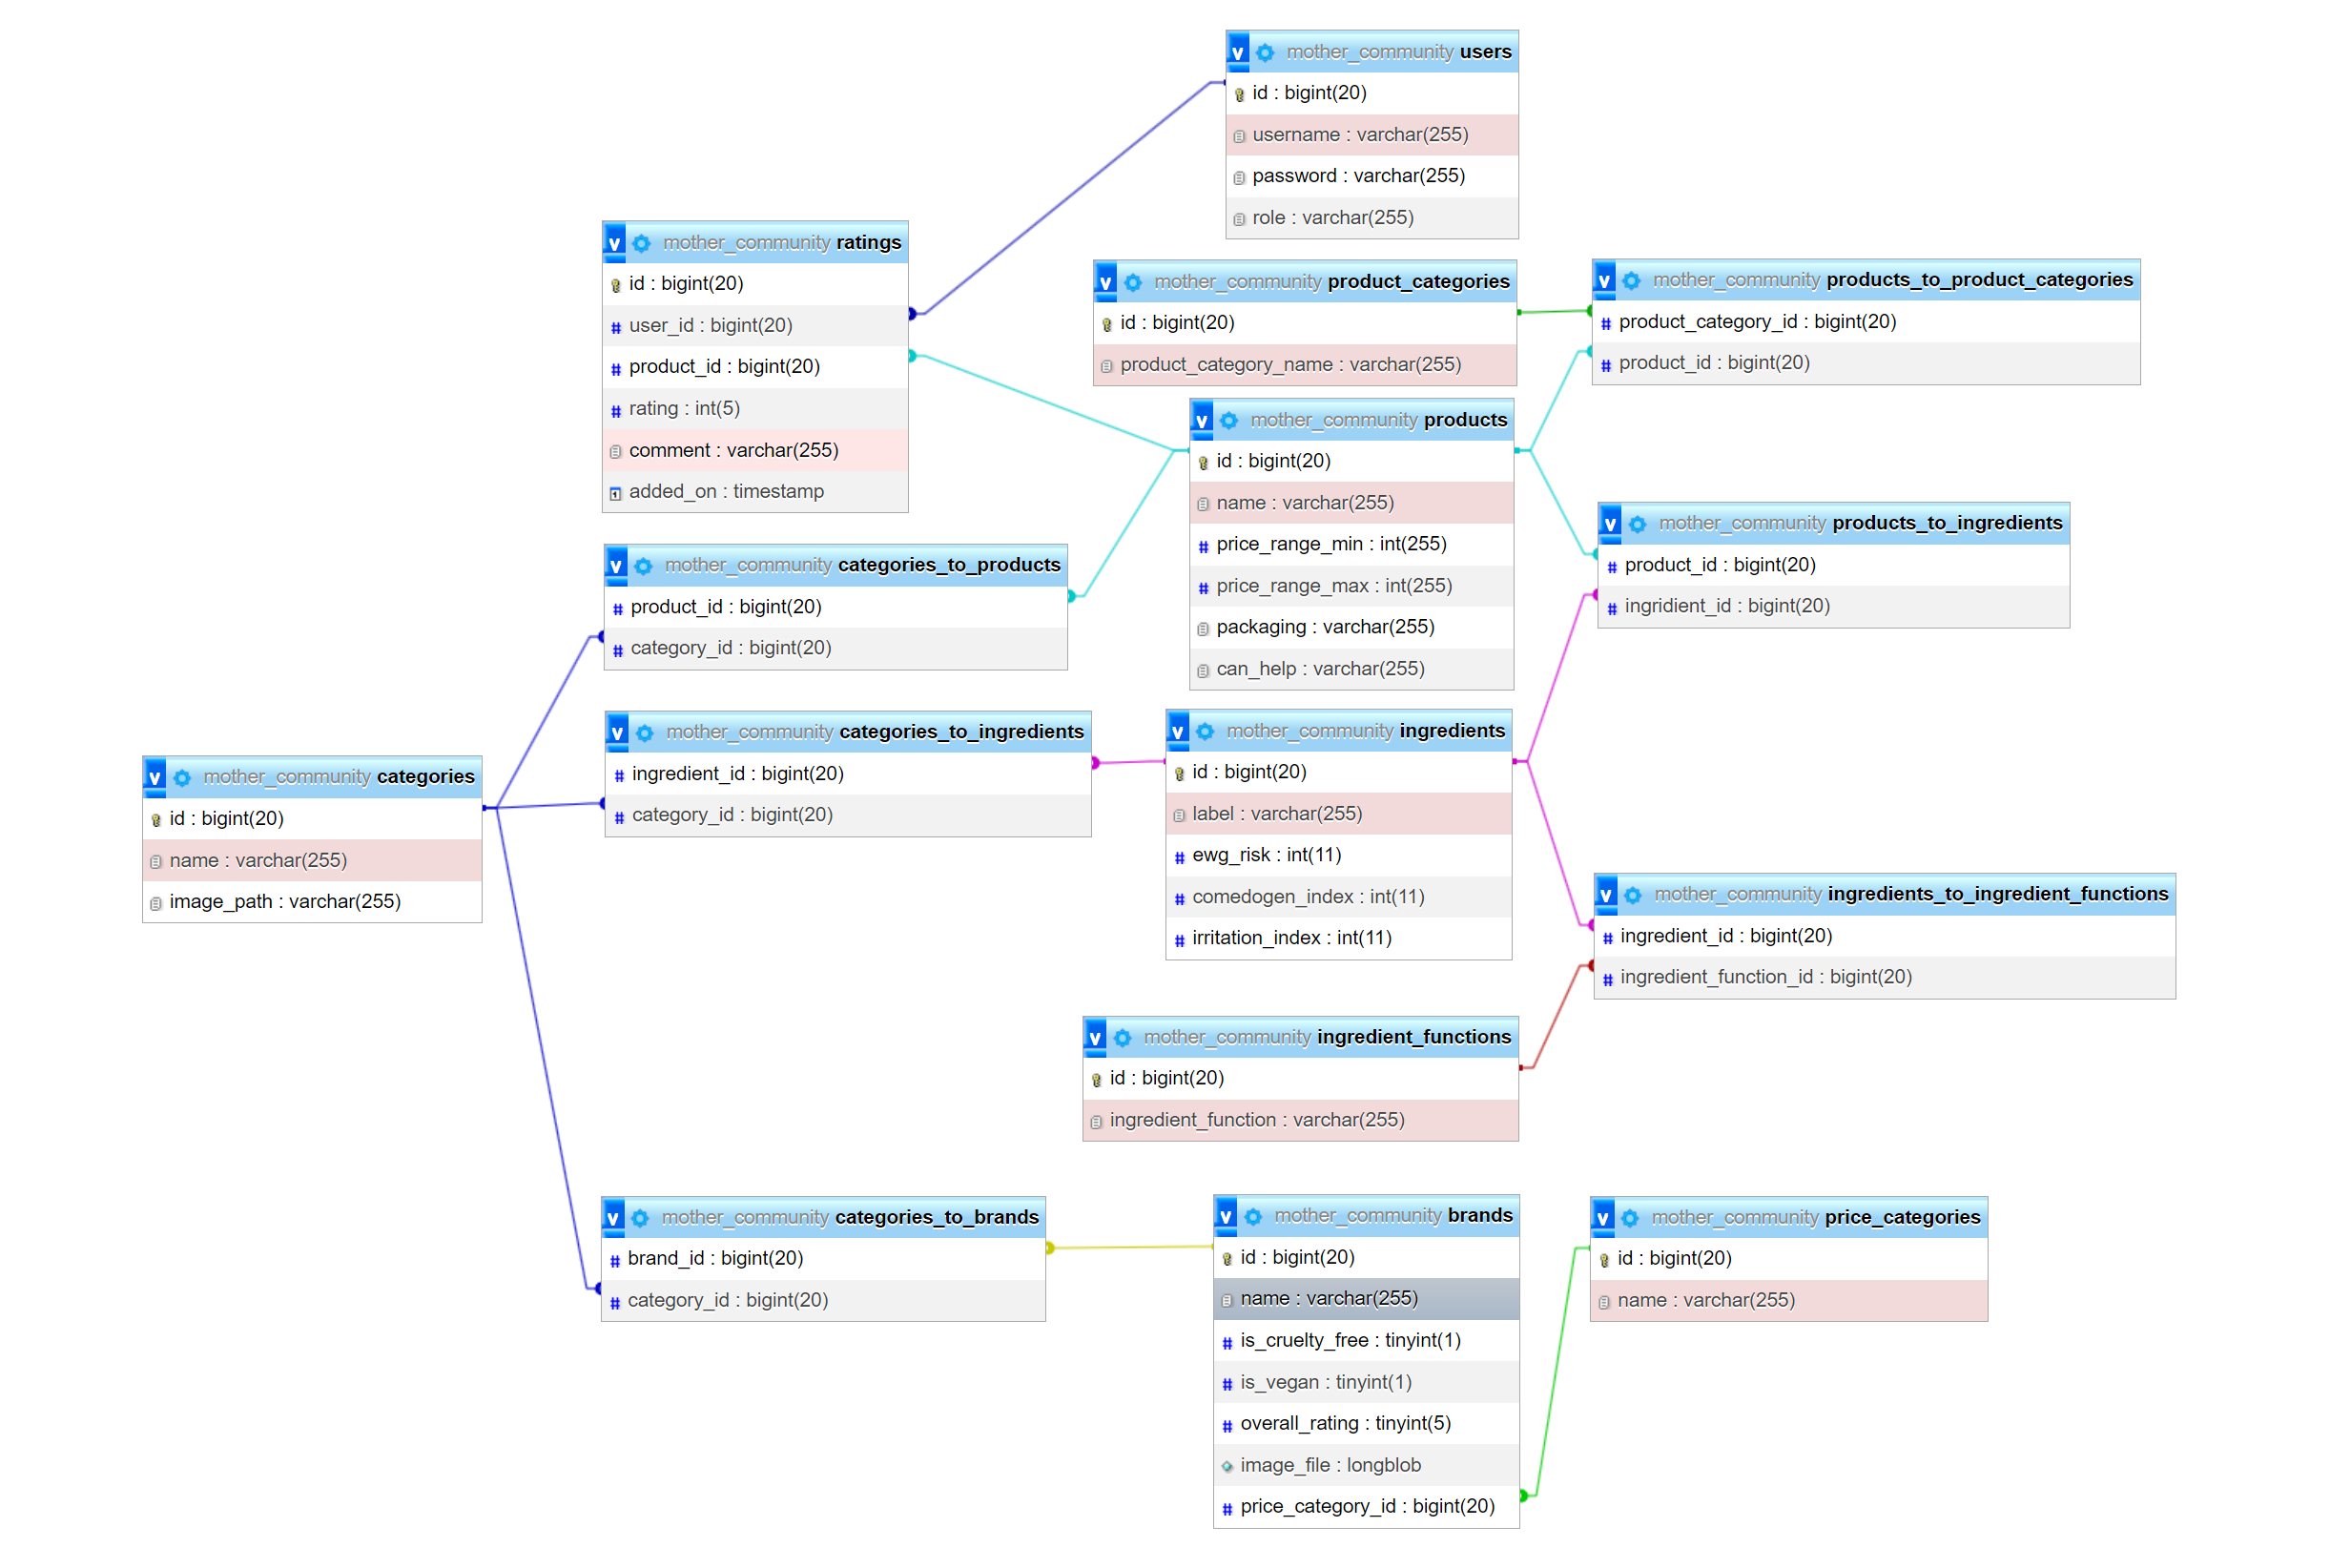 mother_community users
id : bigint(20)
username : varchar(255)
password : varchar(255)
role : varchar(255)
mother_community ratings
id : bigint(20)
user_id : bigint(20)
product_id : bigint(20)
rating : int(5)
comment : varchar(255)
added_on : timestamp
mother_community product_categories
id : bigint(20)
product_category_name : varchar(255)
mother_community products_to_product_categories
product_category_id : bigint(20)
product_id : bigint(20)
mother_community products
id : bigint(20)
name : varchar(255)
price_range_min : int(255)
price_range_max : int(255)
packaging : varchar(255)
can_help : varchar(255)
mother_community products_to_ingredients
product_id : bigint(20)
ingridient_id : bigint(20)
mother_community categories_to_products
product_id : bigint(20)
category_id : bigint(20)
mother_community categories_to_ingredients
ingredient_id : bigint(20)
category_id : bigint(20)
mother_community ingredients
id : bigint(20)
label : varchar(255)
ewg_risk : int(11)
comedogen_index : int(11)
irritation_index : int(11)
mother_community categories
id : bigint(20)
name : varchar(255)
image_path : varchar(255)
mother_community ingredients_to_ingredient_functions
ingredient_id : bigint(20)
ingredient_function_id : bigint(20)
mother_community ingredient_functions
id : bigint(20)
ingredient_function : varchar(255)
mother_community categories_to_brands
brand_id : bigint(20)
category_id : bigint(20)
mother_community brands
id : bigint(20)
name : varchar(255)
is_cruelty_free : tinyint(1)
is_vegan : tinyint(1)
overall_rating : tinyint(5)
image_file : longblob
price_category_id : bigint(20)
mother_community price_categories
id : bigint(20)
name : varchar(255)